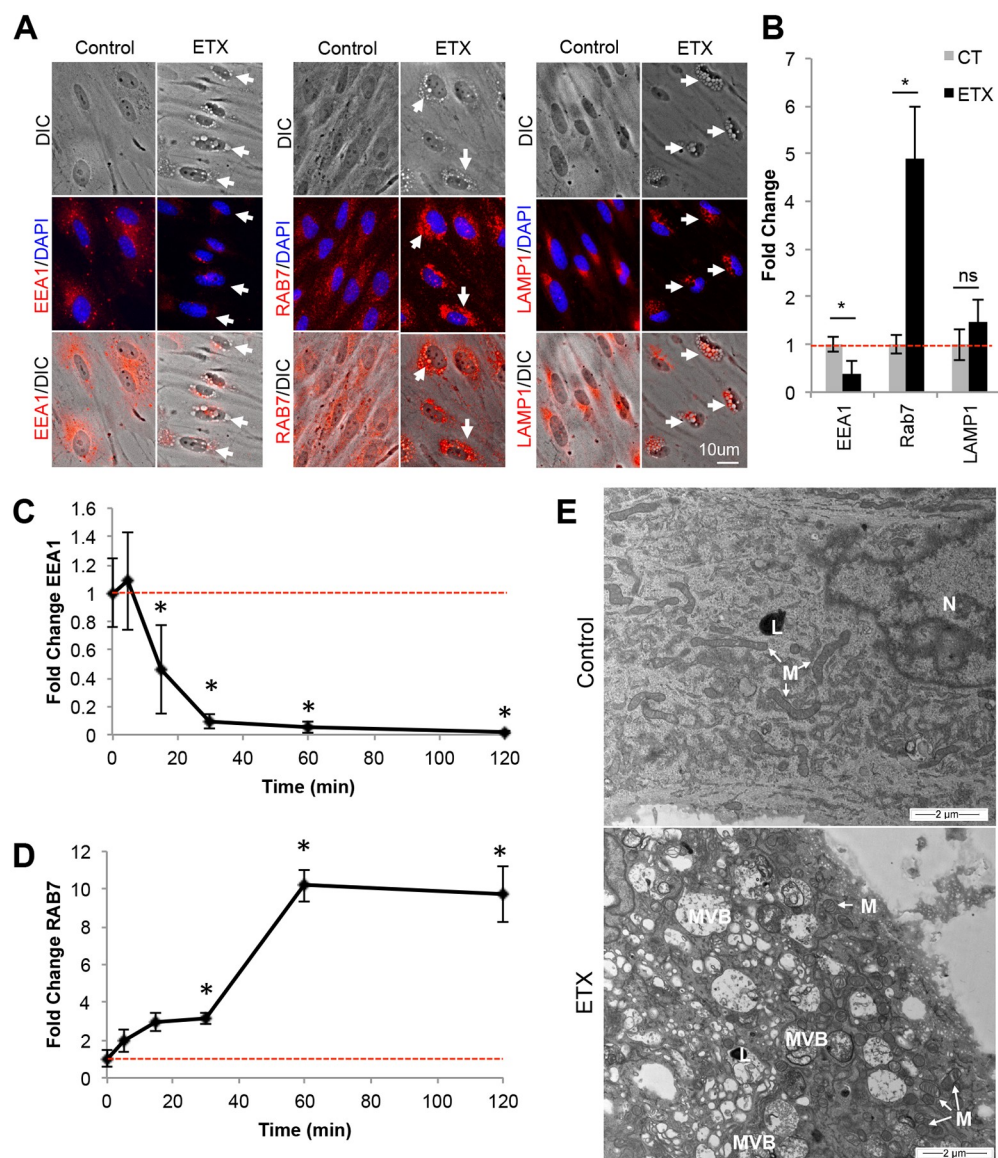 A
Control
ETX
Control
ETX
Control
ETX
DIC
EEA1/DAPI
EEA1/DIC
RAB7/DAPI
RAB7/DIC
LAMP1/DAPI
LAMP1/DIC
10um
B
CT
ETX
Fold Change
8
7
6
5
4
3
2
1
0
*
*
ns
EEA1
Rab7
LAMP1
C
Fold Change EEA1
1.6
1.4
1.2
1
0.8
0.6
0.4
0.2
0
*
*
*
*
0 20 40 60 80 100 120
Time (min)
D
Fold Change RAB7
12
10
8
6
4
2
0
*
*
*
0 20 40 60 80 100 120
Time (min)
E
Control
N
L
M
2 µm
ETX
MVB
M
MVB
L
M
MVB
2 µm